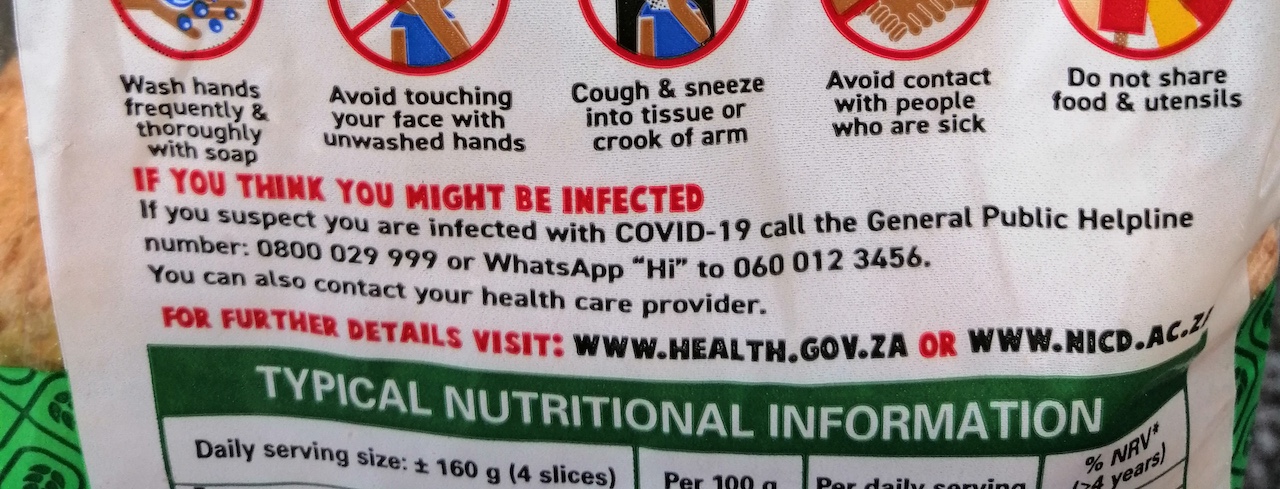 Wash hands
frequently &
thoroughly
with soap
Avoid touching
your face with
unwashed hands
Cough & sneeze
into tissue or
crook of arm
Avoid contact
with people
who are sick
Do not share
food & utensils
IF YOU THINK YOU MIGHT BE INFECTED
If you suspect you are infected with COVID-19 call the General Public Helpline
number: 0800 029 999 or WhatsApp “Hi” to 060 012 3456.
You can also contact your health care provider.
FOR FURTHER DETAILS VISIT: WWW.HEALTH.GOV.ZA OR WWW.NICD.AC.ZA
TYPICAL NUTRITIONAL INFORMATION
Daily serving size: ± 160 g (4 slices)
Per 100 g
Per daily serving
% NRV*
(>4 years)